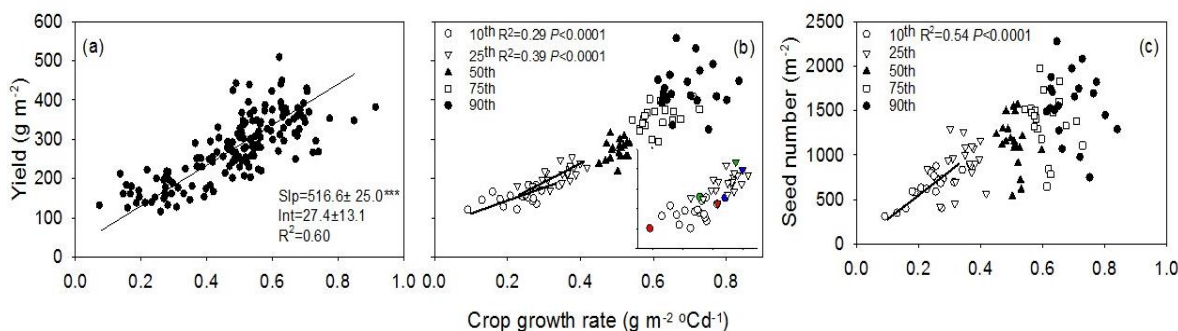 600
500
400
300
200
100
0
Yield (g m-2)
(a)
Slp=516.6± 25.0***
Int=27.4±13.1
R2=0.60
0.0 0.2 0.4 0.6 0.8 1.0
10th R2=0.29 P<0.0001
25th R2=0.39 P<0.0001
50th
75th
90th
(b)
0.0 0.2 0.4 0.6 0.8
Crop growth rate (g m-2 oCd-1)
2500
2000
1500
1000
500
0
Seed number (m-2)
10th R2=0.54 P<0.0001
25th
50th
75th
90th
(c)
0.0 0.2 0.4 0.6 0.8 1.0